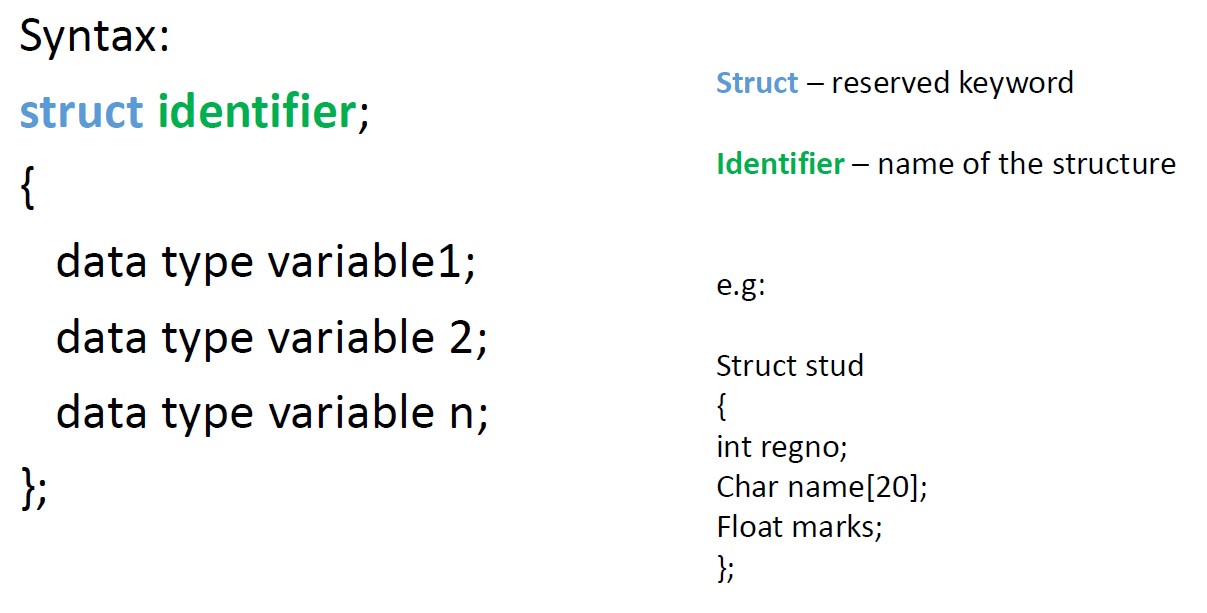 Syntax:
struct identifier;
{
data type variable1;
data type variable 2;
data type variable n;
};
Struct – reserved keyword
Identifier – name of the structure
e.g:
Struct stud
{
int regno;
Char name[20];
Float marks;
};